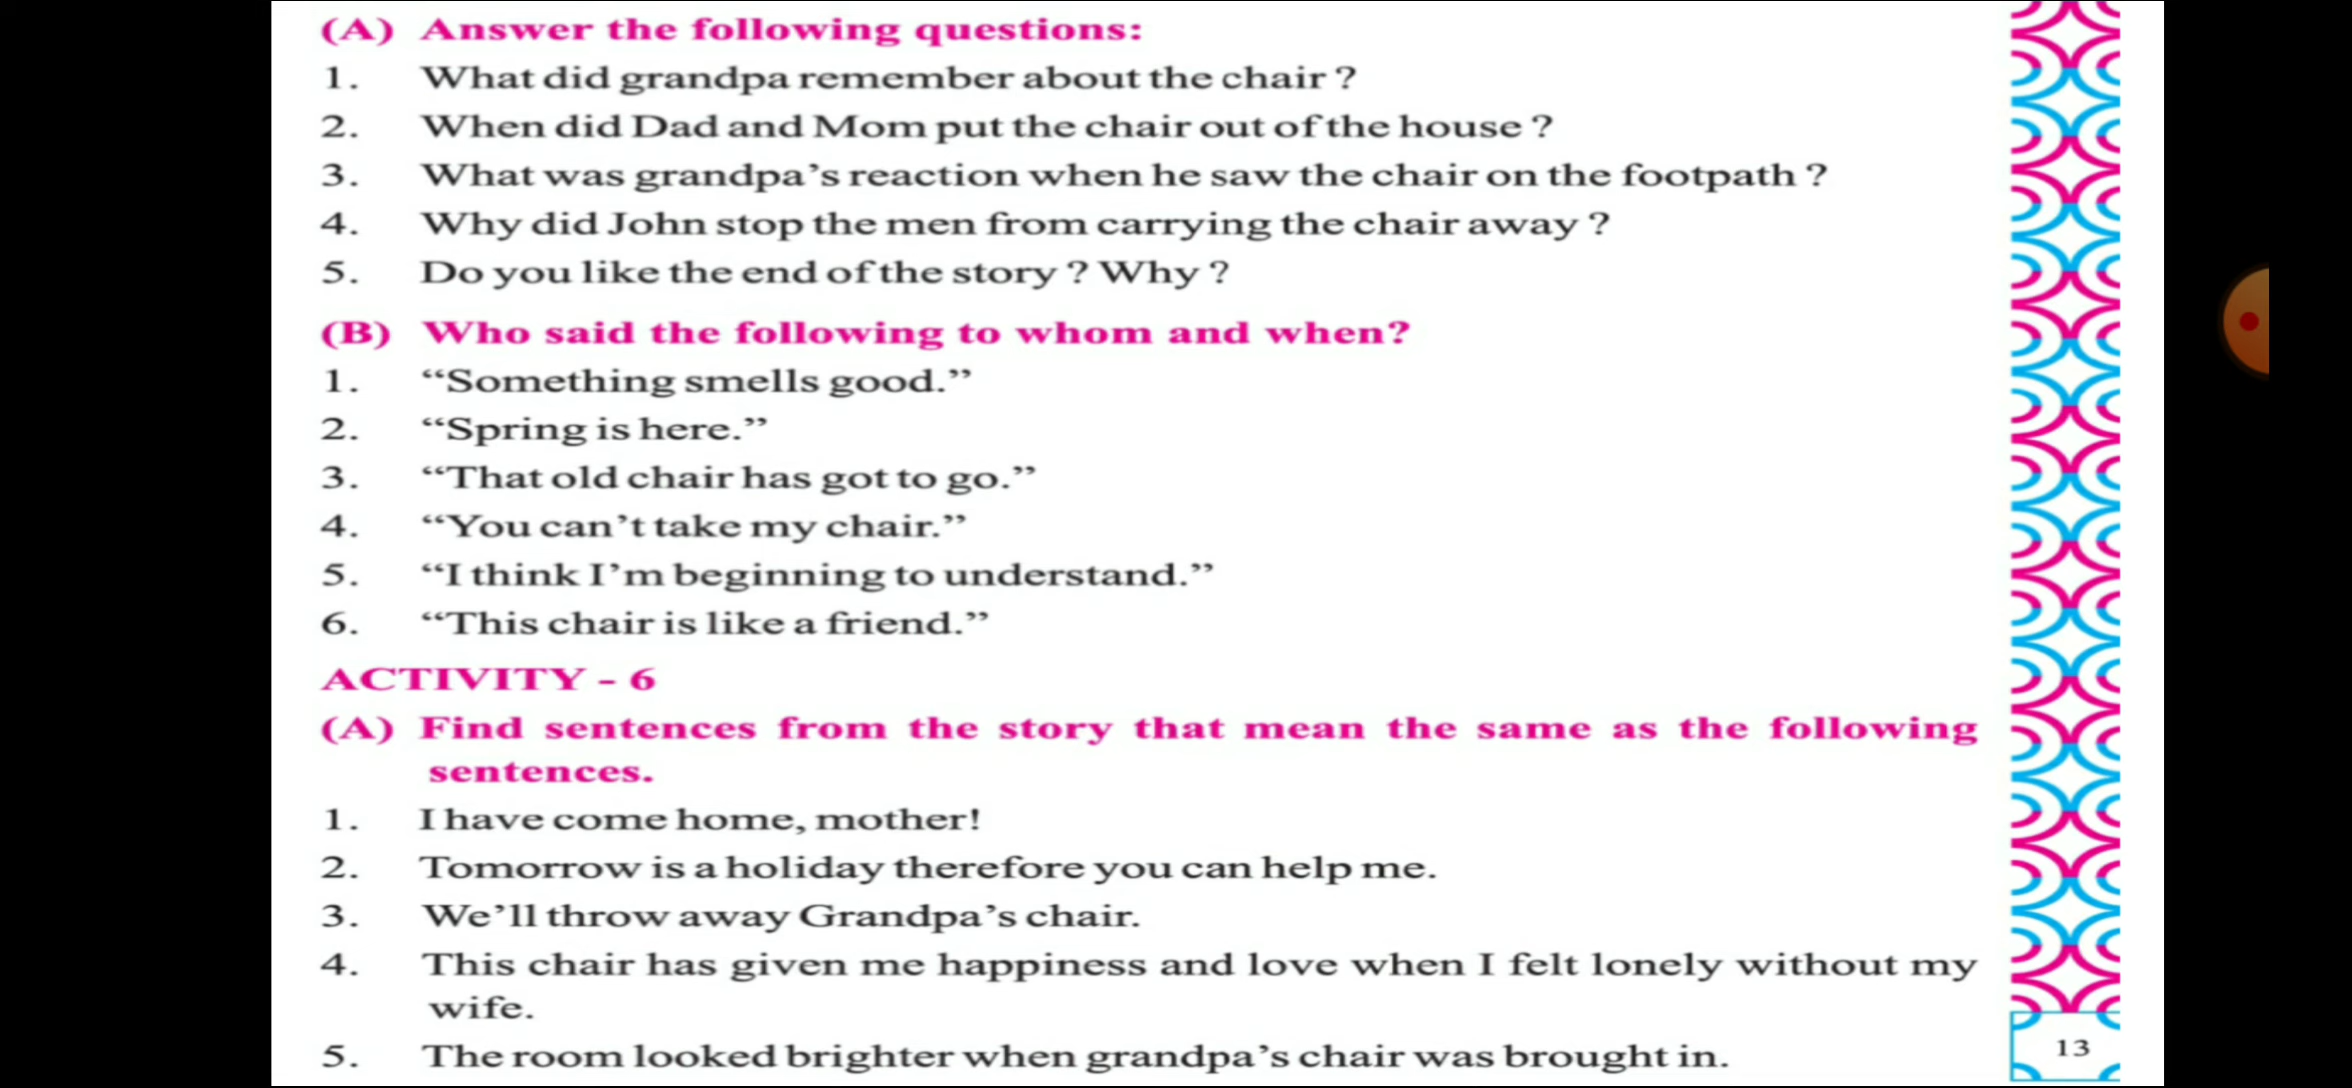 (A) Answer the following questions:
1. What did grandpa remember about the chair ?
2. When did Dad and Mom put the chair out of the house ?
3. What was grandpa’s reaction when he saw the chair on the footpath ?
4. Why did John stop the men from carrying the chair away ?
5. Do you like the end of the story ? Why ?
(B) Who said the following to whom and when?
1. “Something smells good.”
2. “Spring is here.”
3. “That old chair has got to go.”
4. “You can’t take my chair.”
5. “I think I’m beginning to understand.”
6. “This chair is like a friend.”
ACTIVITY - 6
(A) Find sentences from the story that mean the same as the following
sentences.
1. I have come home, mother!
2. Tomorrow is a holiday therefore you can help me.
3. We’ll throw away Grandpa’s chair.
4. This chair has given me happiness and love when I felt lonely without my
wife.
5. The room looked brighter when grandpa’s chair was brought in.
13